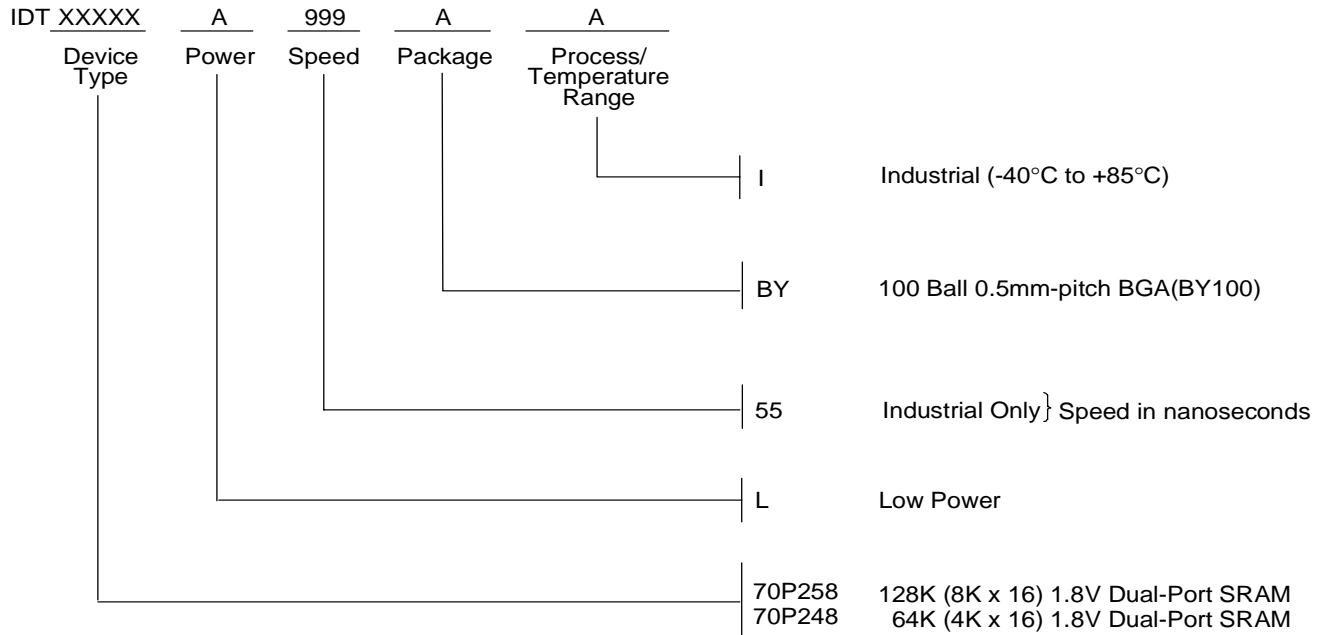 IDT XXXXX A 999 A A
Device Type Power Speed Package Process/ Temperature Range
I Industrial (-40°C to +85°C)
BY 100 Ball 0.5mm-pitch BGA(BY100)
55 Industrial Only } Speed in nanoseconds
L Low Power
70P258 128K (8K x 16) 1.8V Dual-Port SRAM
70P248 64K (4K x 16) 1.8V Dual-Port SRAM